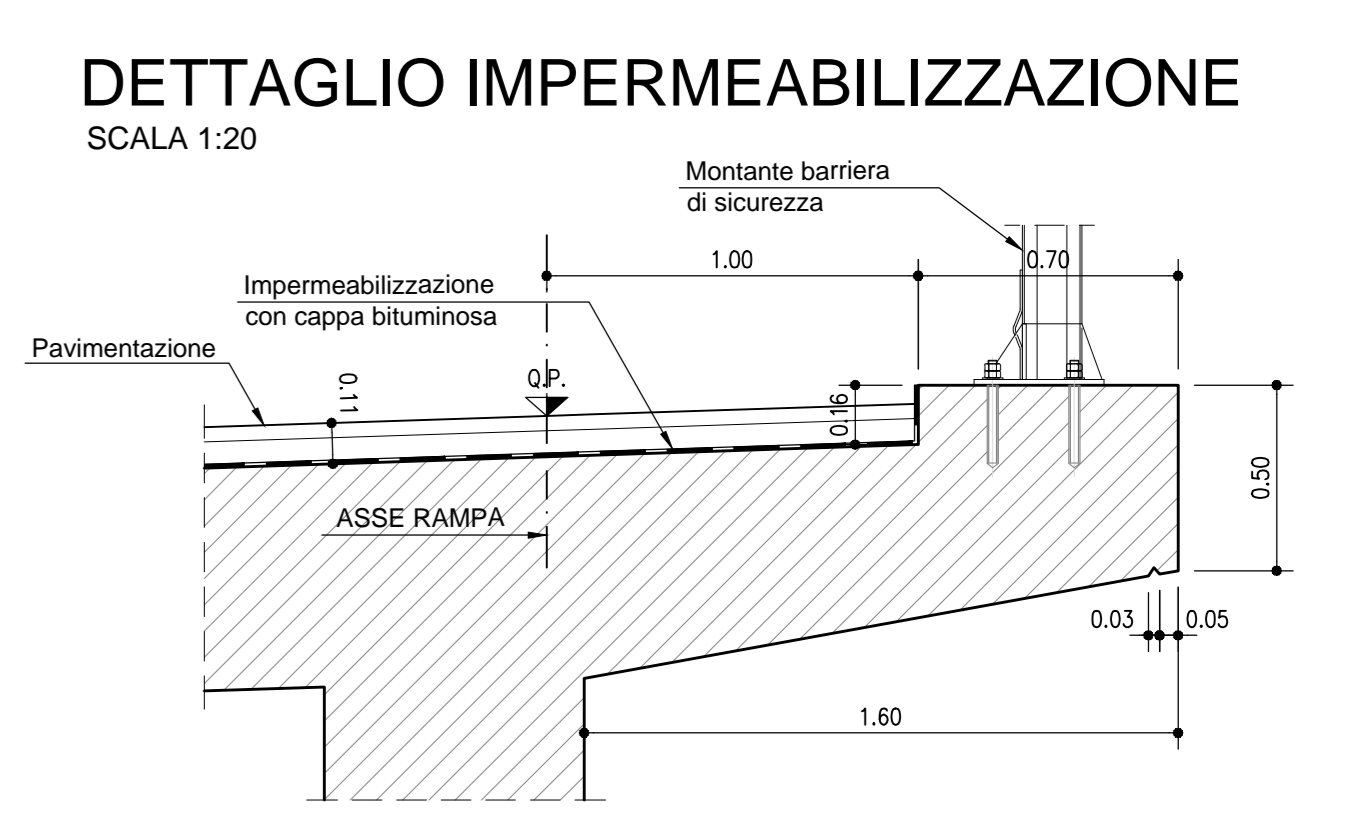 DETTAGLIO IMPERMEABILIZZAZIONE
SCALA 1:20
Montante barriera
di sicurezza
1.00
0.70
Impermeabilizzazione
con cappa bituminosa
Pavimentazione
0.11
Q.P.
0.16
0.50
ASSE RAMPA
0.03
0.05
1.60